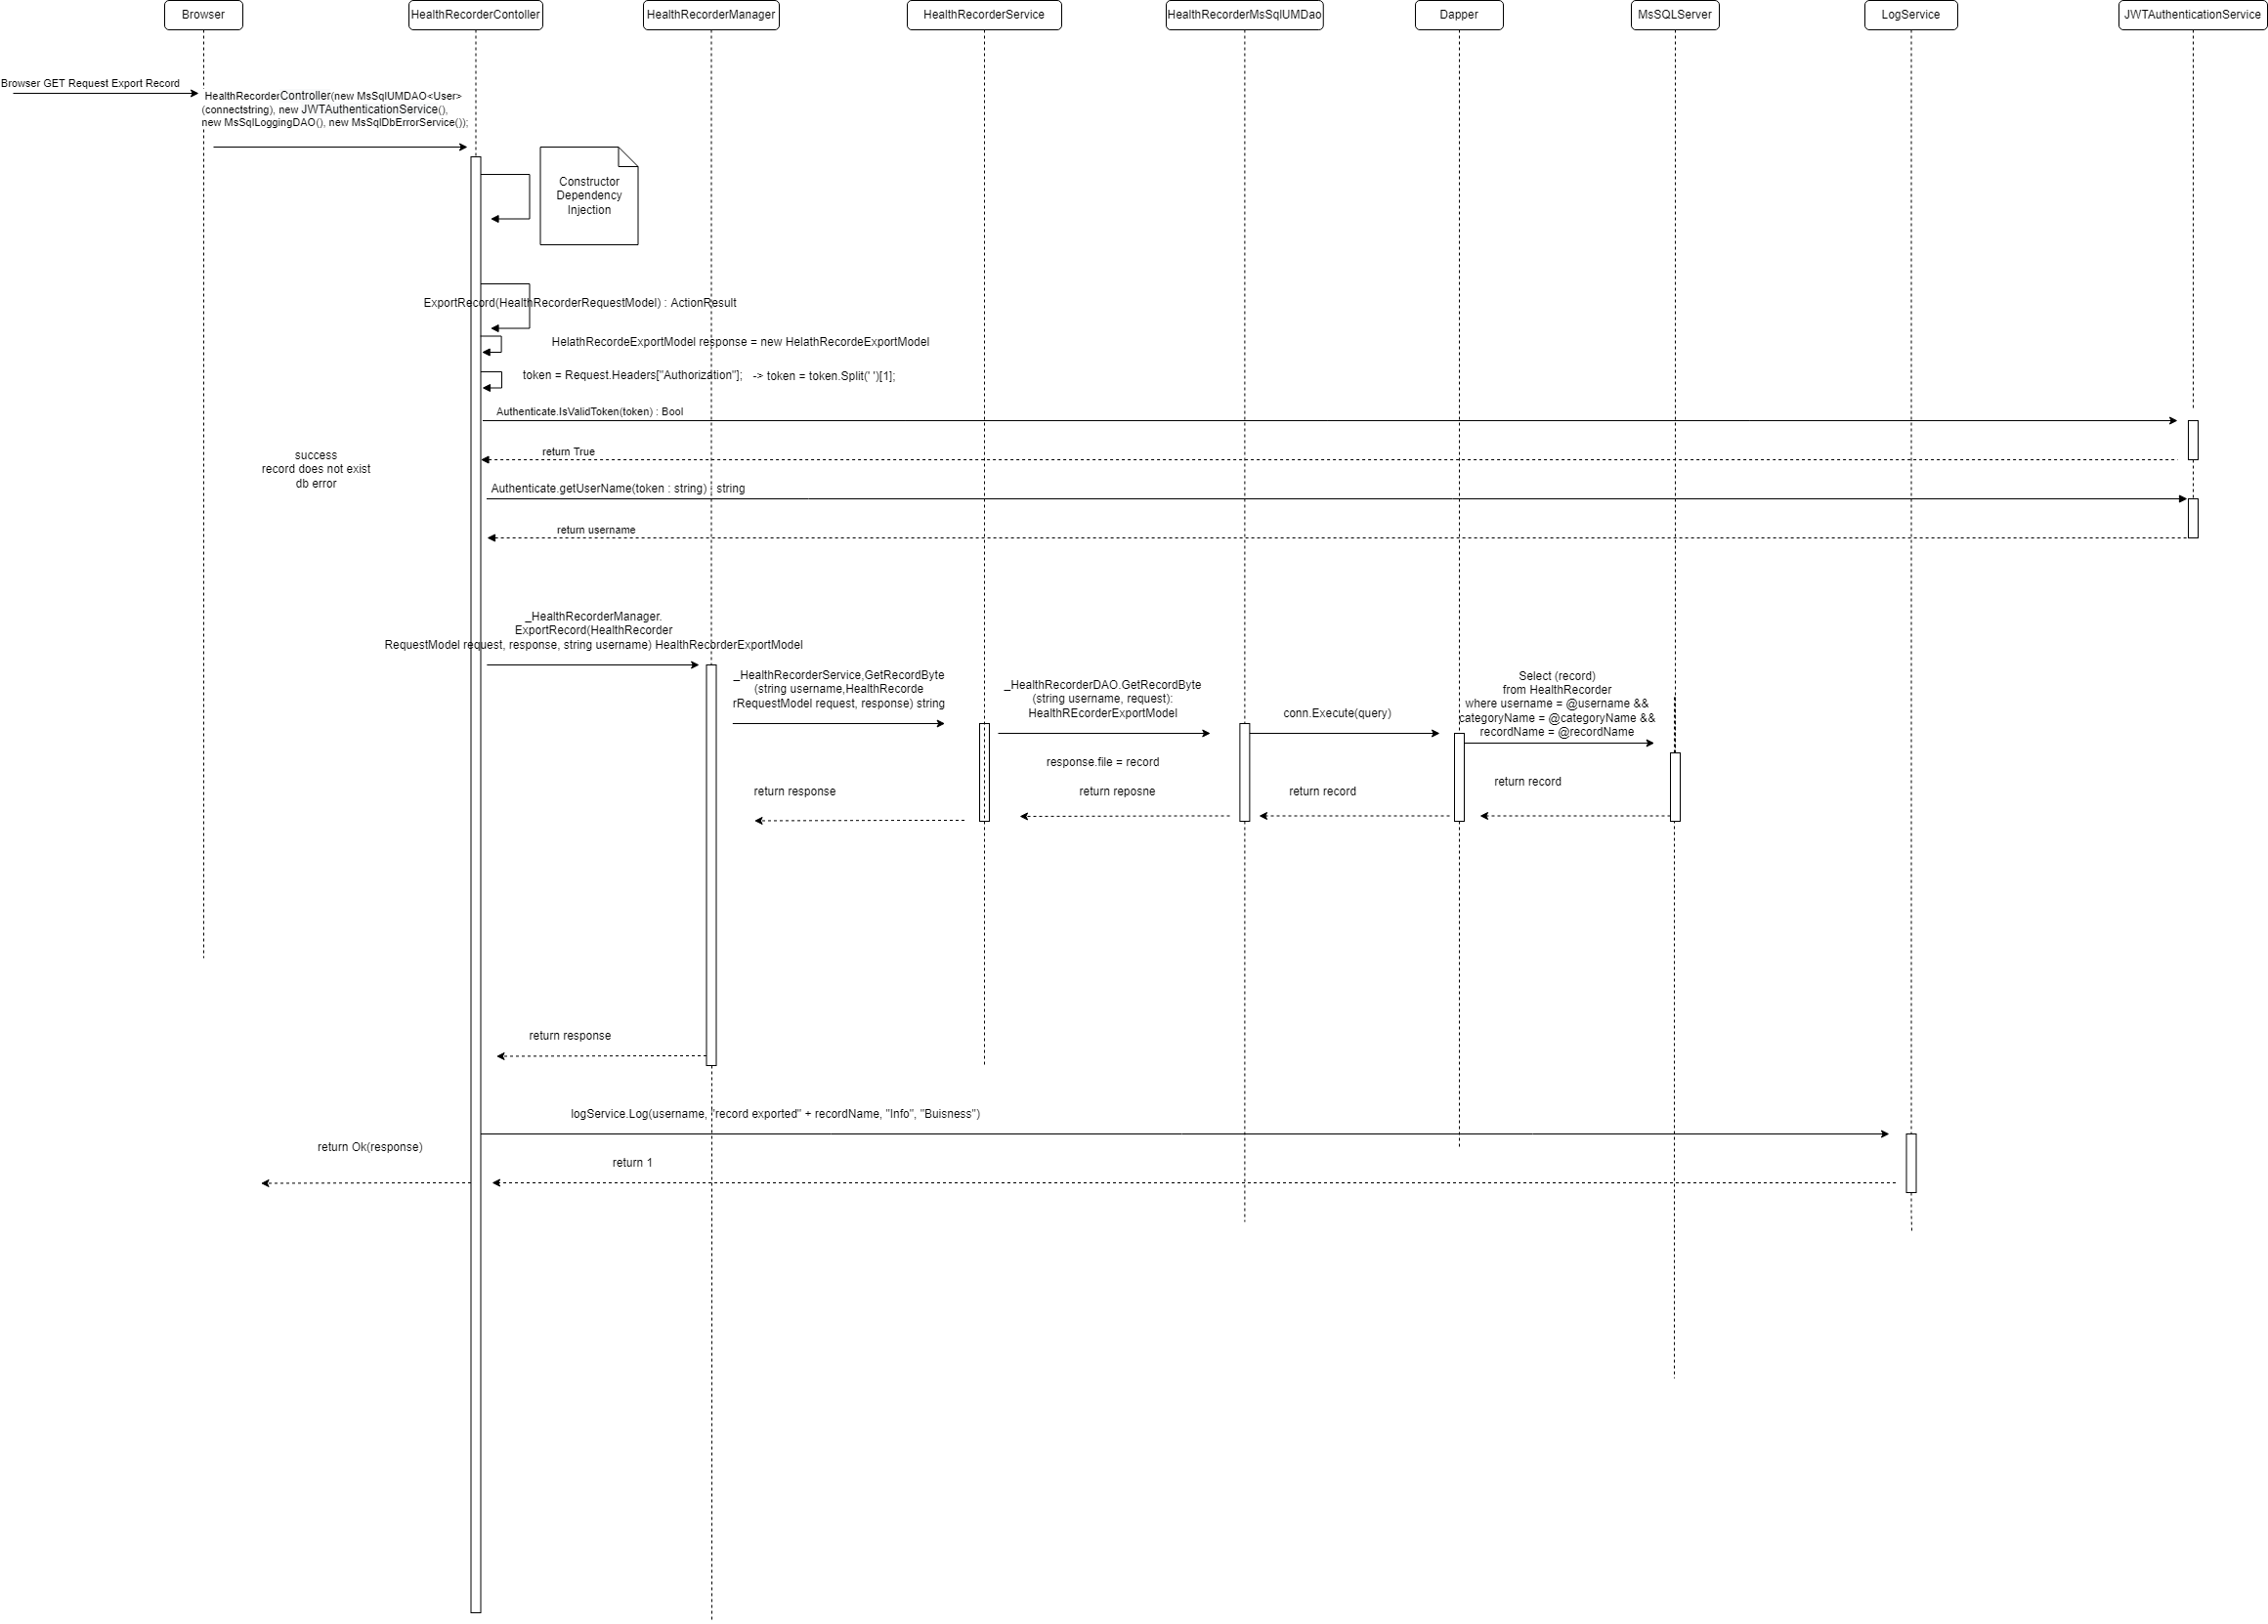 Browser
HealthRecorderContoller
HealthRecorderManager
HealthRecorderService
HealthRecorderMsSqlUMDao
Dapper
MsSQLServer
LogService
JWTAuthenticationService
Browser GET Request Export Record
HealthRecorderController(new MsSqlUMDAO<User>
(connectstring), new JWTAuthenticationService(),
new MsSqlLoggingDAO(), new MsSqlDbErrorService());
Constructor
Dependency
Injection
ExportRecord(HealthRecorderRequestModel) : ActionResult
HelathRecordeExportModel response = new HelathRecordeExportModel
token = Request.Headers["Authorization"]; -> token = token.Split(' ')[1];
Authenticate.IsValidToken(token) : Bool
return True
success
record does not exist
db error
Authenticate.getUserName(token : string) : string
return username
_HealthRecorderManager.
ExportRecord(HealthRecorder
RequestModel request, response, string username) HealthRecorderExportModel
_HealthRecorderService,GetRecordByte
(string username,HealthRecorde
rRequestModel request, response) string
_HealthRecorderDAO.GetRecordByte
(string username, request):
HealthREcorderExportModel
conn.Execute(query)
Select (record)
from HealthRecorder
where username = @username &&
categoryName = @categoryName &&
recordName = @recordName
response.file = record
return response
return reposne
return record
return record
return response
logService.Log(username, "record exported" + recordName, "Info", "Buisness")
return Ok(response)
return 1